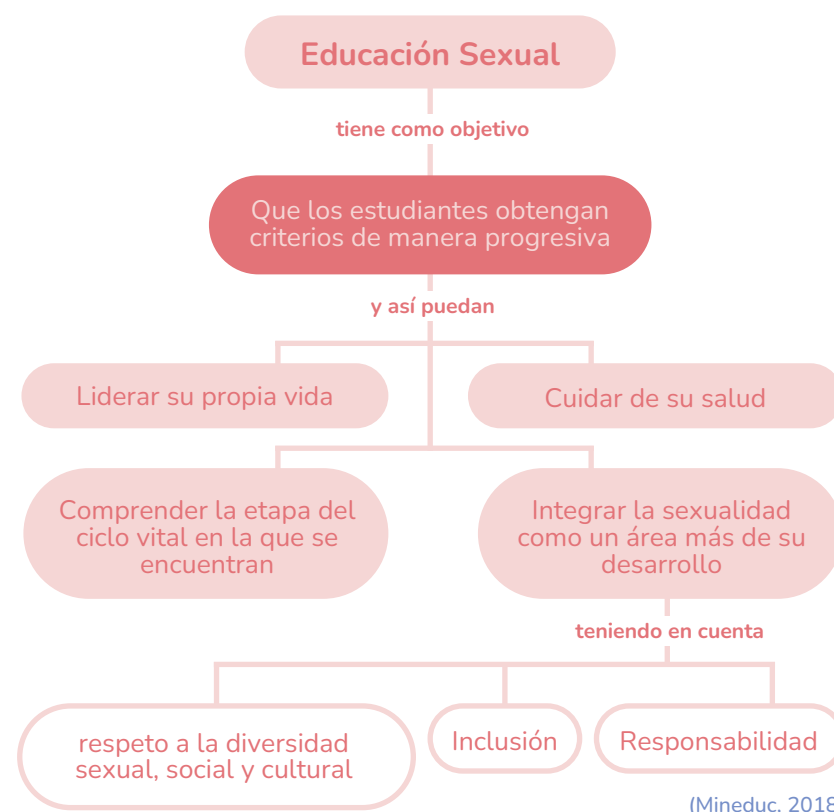 Educación Sexual
tiene como objetivo
Que los estudiantes obtengan
criterios de manera progresiva
y así puedan
Liderar su propia vida
Cuidar de su salud
Comprender la etapa del
ciclo vital en la que se
encuentran
Integrar la sexualidad
como un área más de su
desarrollo
teniendo en cuenta
respeto a la diversidad
sexual, social y cultural
Inclusión
Responsabilidad
(Mineduc, 2018